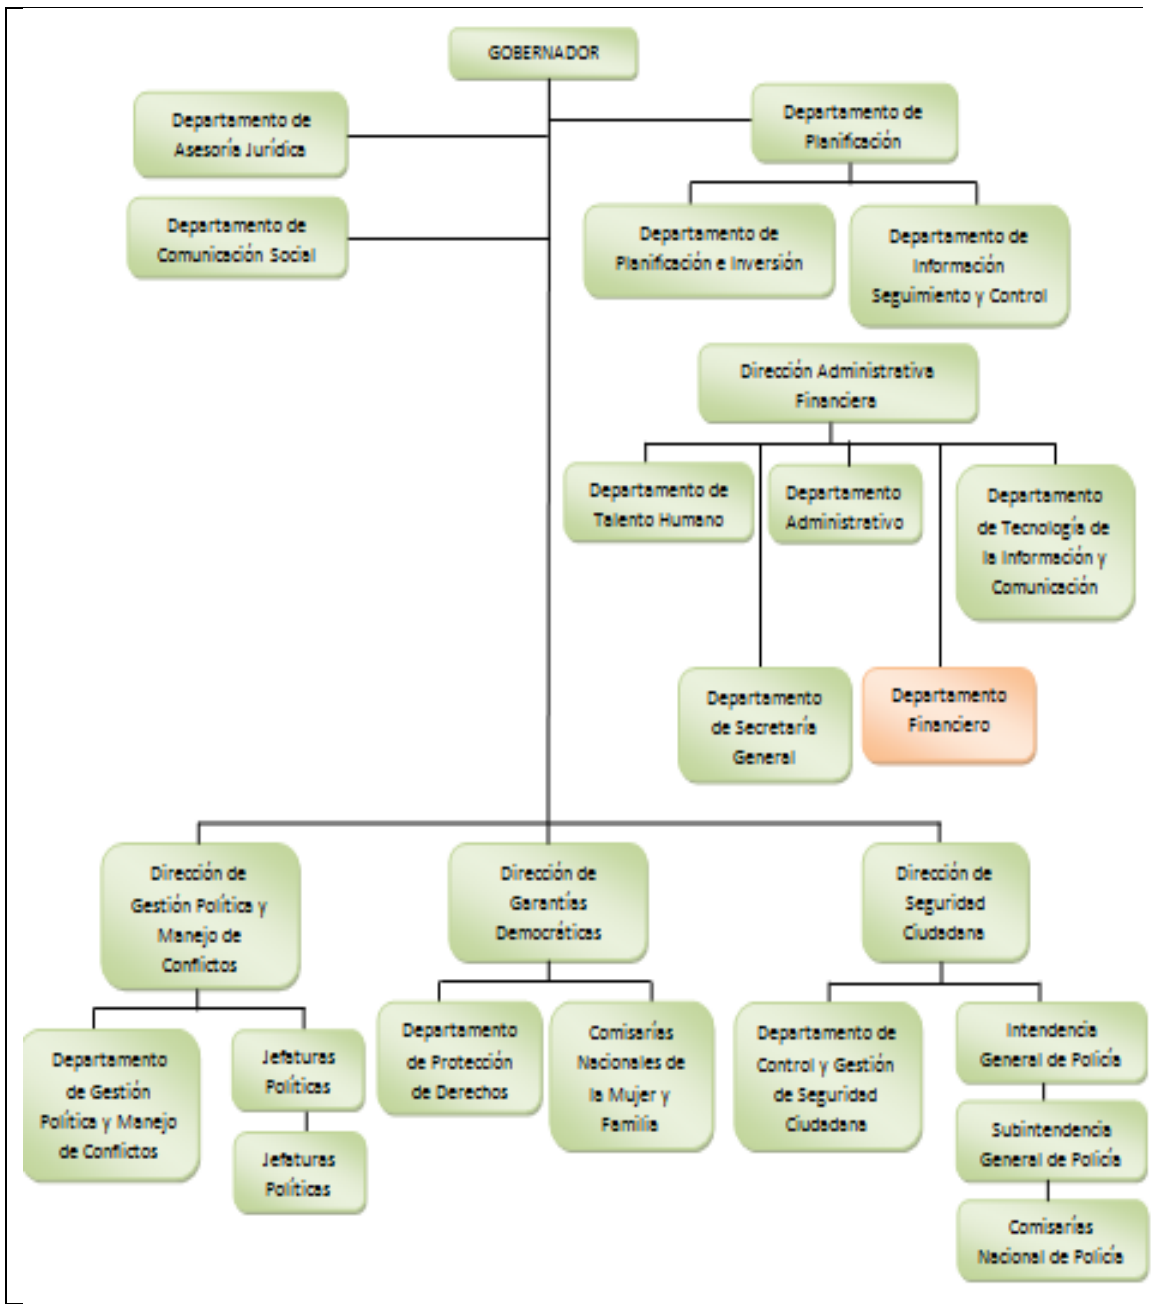 GOBERNADOR
Departamento de
Asesoría Jurídica
Departamento de
Planificación
Departamento de
Comunicación Social
Departamento de
Planificación e Inversión
Departamento de
Información
Seguimiento y Control
Dirección Administrativa
Financiera
Departamento de
Talento Humano
Departamento
Administrativo
Departamento
de Tecnología de
la Información y
Comunicación
Departamento
de Secretaría
General
Departamento
Financiero
Dirección de
Gestión Política y
Manejo de
Conflictos
Dirección de
Garantías
Democráticas
Dirección de
Seguridad
Ciudadana
Departamento
de Gestión
Política y Manejo
de Conflictos
Jefaturas
Políticas
Jefaturas
Políticas
Departamento
de Protección
de Derechos
Comisarías
Nacionales de
la Mujer y
Familia
Departamento de
Control y Gestión
de Seguridad
Ciudadana
Intendencia
General de Policía
Subintendencia
General de Policía
Comisarías
Nacional de Policía